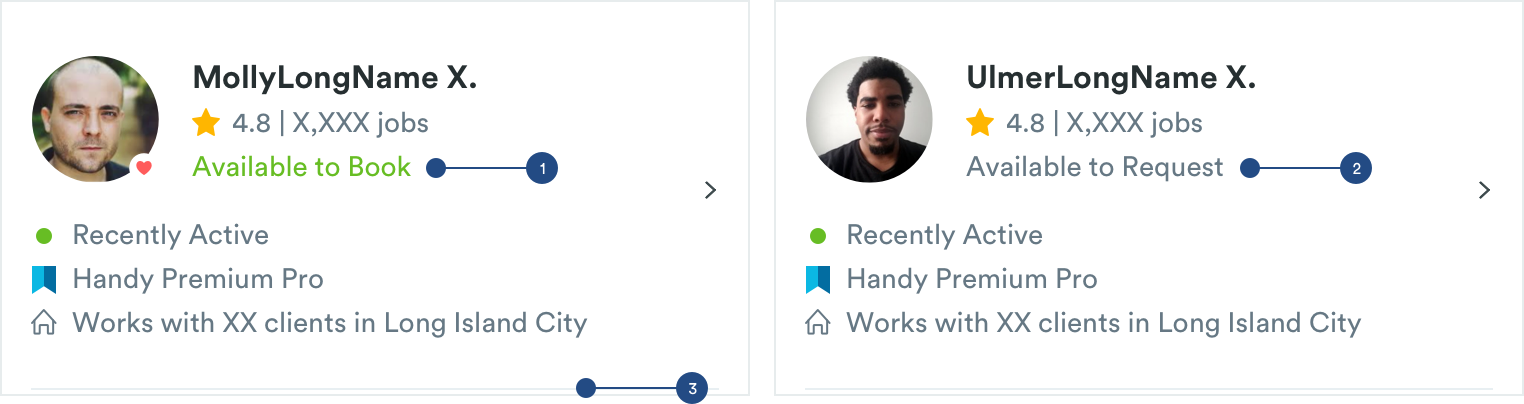 MollyLongName X.
4.8 | X,XXX jobs
Available to Book
1
Recently Active
Handy Premium Pro
Works with XX clients in Long Island City
3
UlmerLongName X.
4.8 | X,XXX jobs
Available to Request
2
Recently Active
Handy Premium Pro
Works with XX clients in Long Island City